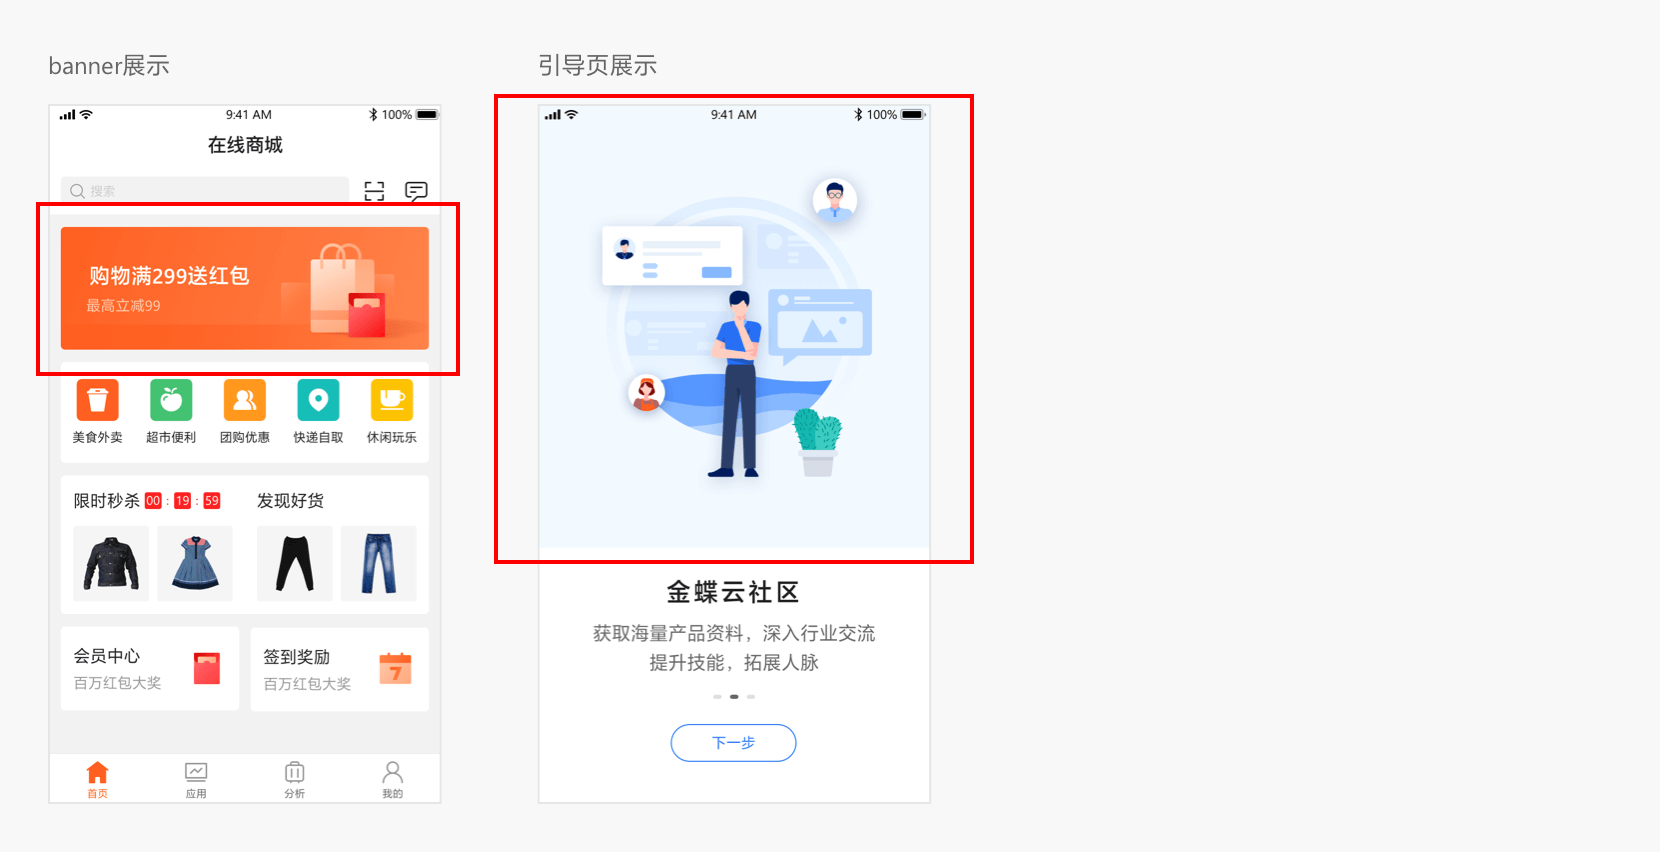 banner展示
9:41 AM
100%
在线商城
搜索
购物满299送红包
最高立减99
美食外卖
超市便利
团购优惠
快递自取
休闲玩乐
限时秒杀 00 : 19 : 59
发现好货
会员中心
百万红包大奖
签到奖励
百万红包大奖
7
首页
应用
分析
我的
引导页展示
9:41 AM
100%
金蝶云社区
获取海量产品资料，深入行业交流
提升技能，拓展人脉
下一步